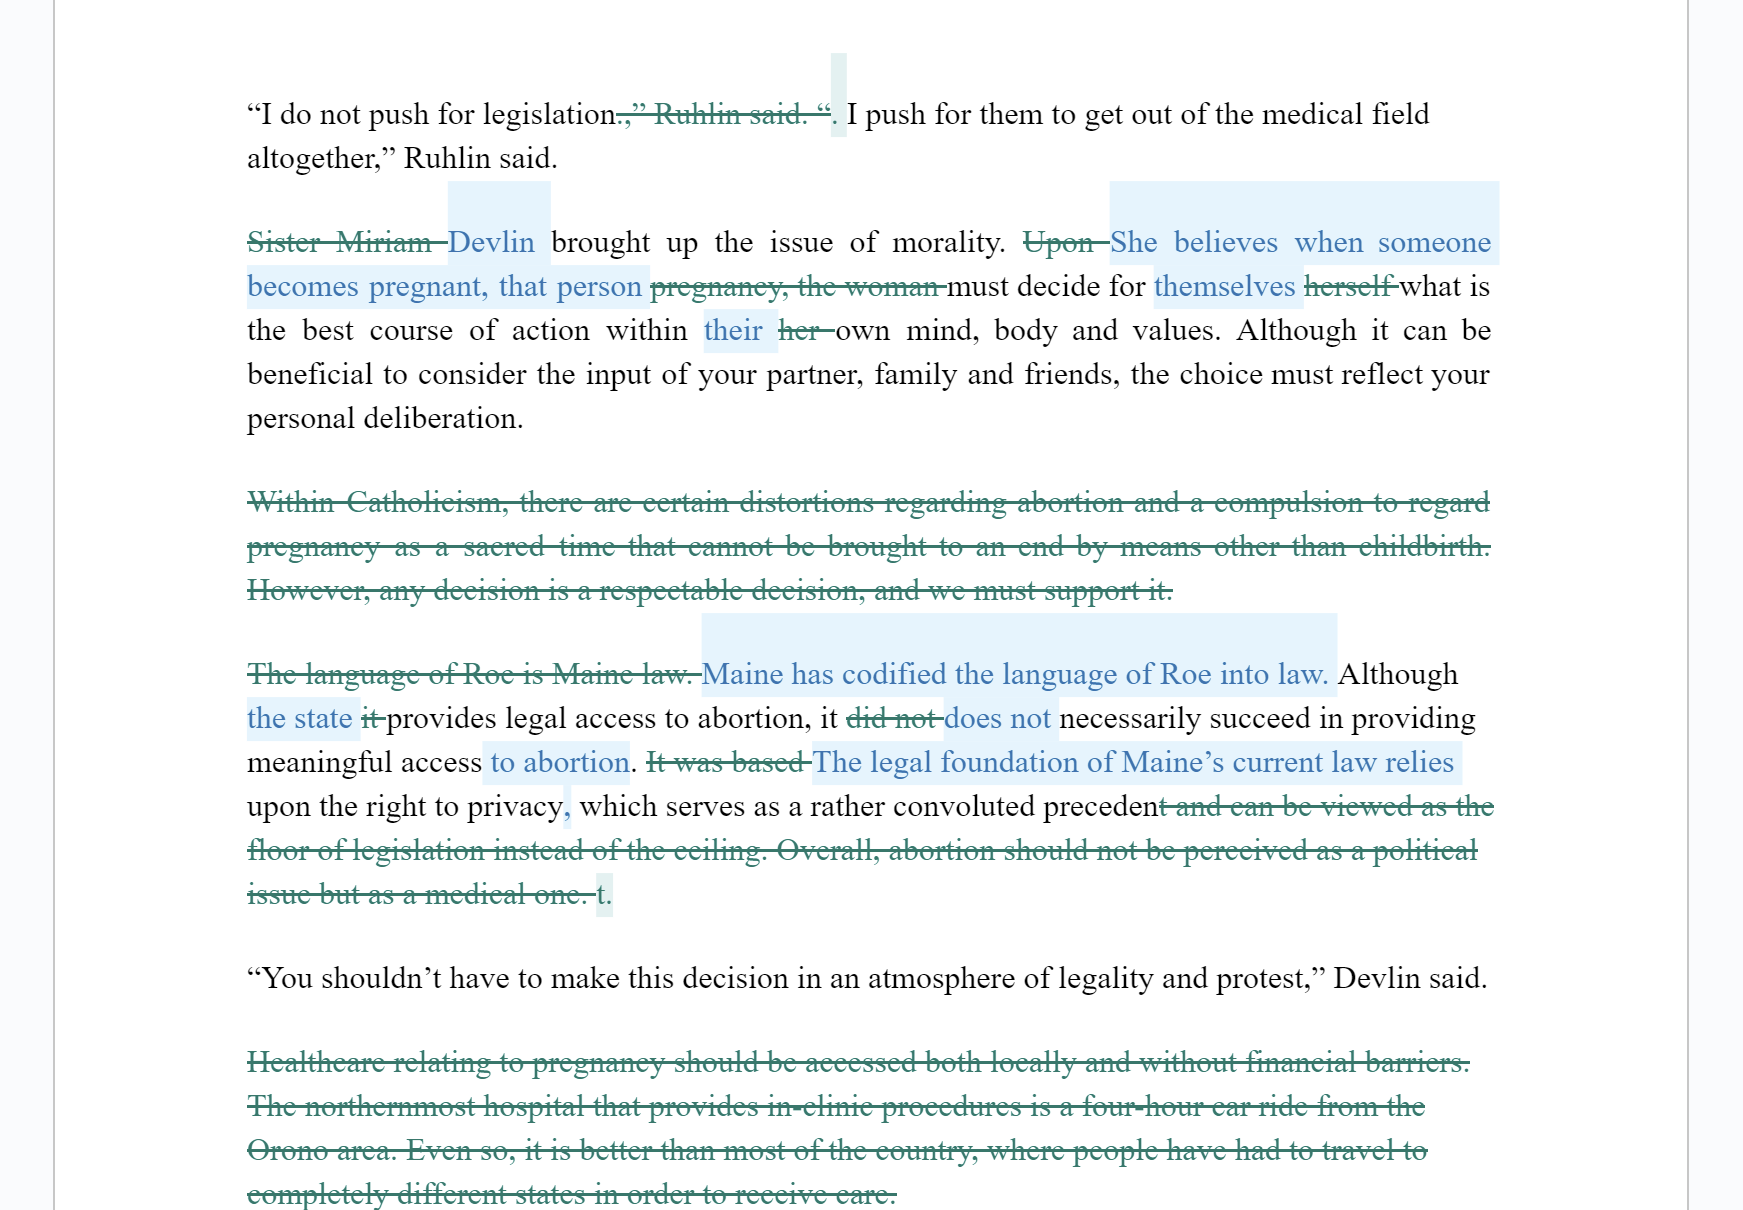 “I do not push for legislation.,” Ruhlin said. “. I push for them to get out of the medical field
altogether,” Ruhlin said.
Sister Miriam Devlin brought up the issue of morality. Upon She believes when someone
becomes pregnant, that person pregnancy, the woman must decide for themselves herself what is
the best course of action within their her own mind, body and values. Although it can be
beneficial to consider the input of your partner, family and friends, the choice must reflect your
personal deliberation.
Within Catholicism, there are certain distortions regarding abortion and a compulsion to regard
pregnancy as a sacred time that cannot be brought to an end by means other than childbirth.
However, any decision is a respectable decision, and we must support it.
The language of Roe is Maine law. Maine has codified the language of Roe into law. Although
the state it provides legal access to abortion, it did not does not necessarily succeed in providing
meaningful access to abortion. It was based The legal foundation of Maine’s current law relies
upon the right to privacy, which serves as a rather convoluted precedent and can be viewed as the
floor of legislation instead of the ceiling. Overall, abortion should not be perceived as a political
issue but as a medical one. t.
“You shouldn’t have to make this decision in an atmosphere of legality and protest,” Devlin said.
Healthcare relating to pregnancy should be accessed both locally and without financial barriers.
The northernmost hospital that provides in-clinic procedures is a four-hour car ride from the
Orono area. Even so, it is better than most of the country, where people have had to travel to
completely different states in order to receive care.